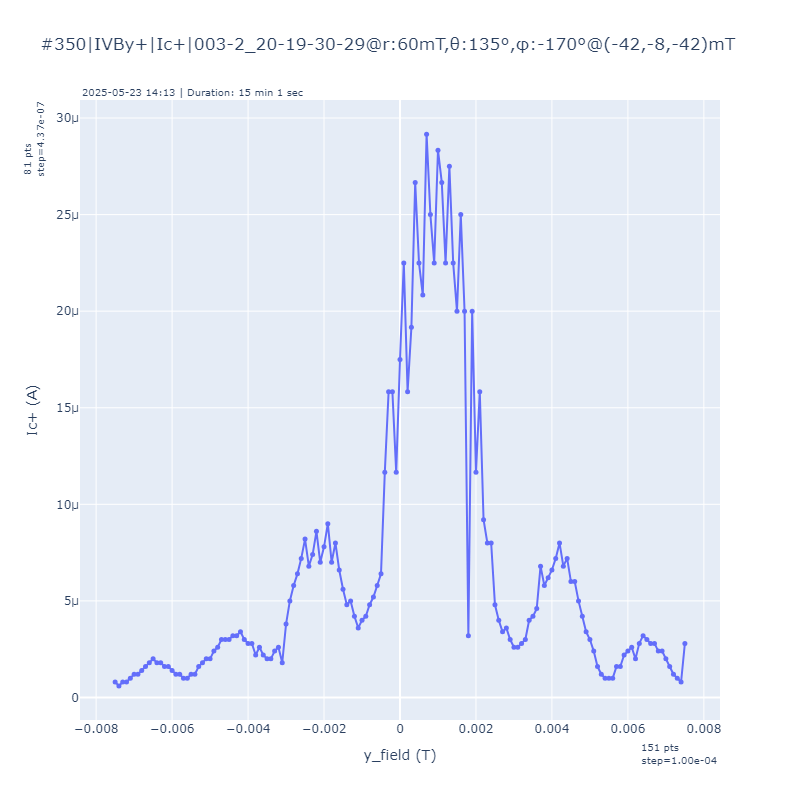 #350|IVBy+|Ic+|003-2_20-19-30-29@r:60mT,θ:135°,φ:-170°@(-42,-8,-42)mT
2025-05-23 14:13 | Duration: 15 min 1 sec
81 pts
step=4.37e-07
30μ
25μ
20μ
15μ
10μ
5μ
0
Ic+ (A)
−0.008
−0.006
−0.004
−0.002
0
0.002
0.004
0.006
0.008
y_field (T)
151 pts
step=1.00e-04